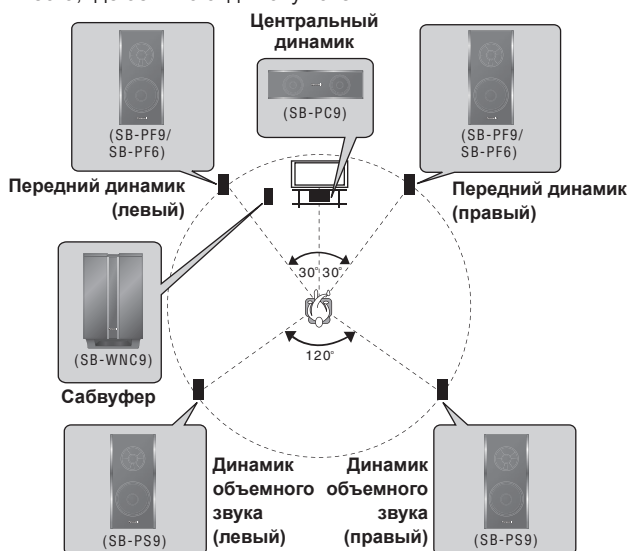 Центральный
динамик
(SB-PC9)
(SB-PF9/
SB-PF6)
(SB-PF9/
SB-PF6)
Передний динамик
(левый)
Передний динамик
(правый)
30° 30°
120°
(SB-WNC9)
Сабвуфер
(SB-PS9)
Динамик
объемного
звука
(левый)
Динамик
объемного
звука
(правый)
(SB-PS9)